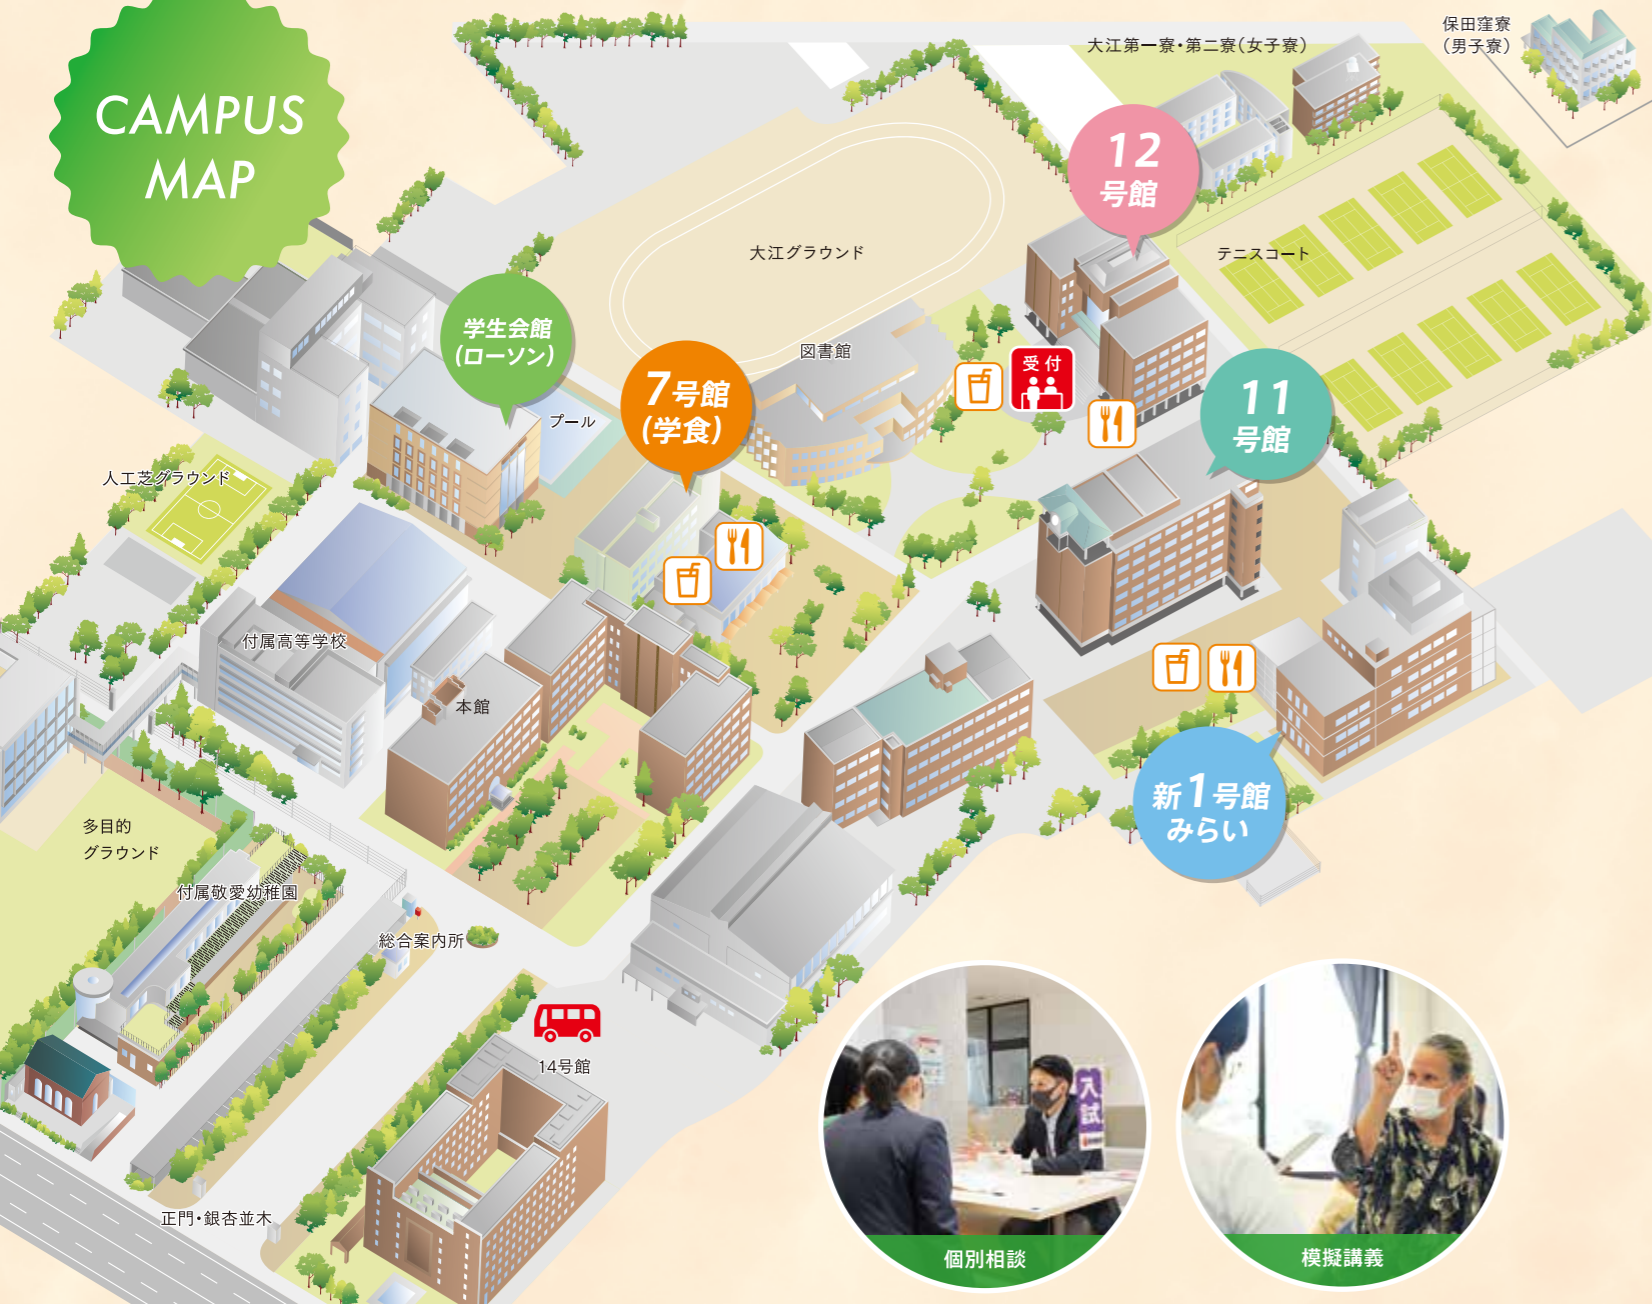 CAMPUS
MAP
保田窪寮
（男子寮）
大江第一寮・第二寮（女子寮）
12
号館
大江グラウンド
テニスコート
学生会館
（ローソン）
図書館
受付
7号館
（学食）
11
号館
プール
人工芝グラウンド
付属高等学校
本館
新1号館
みらい
多目的
グラウンド
付属敬愛幼稚園
総合案内所
14号館
入試
正門・銀杏並木
個別相談
模擬講義